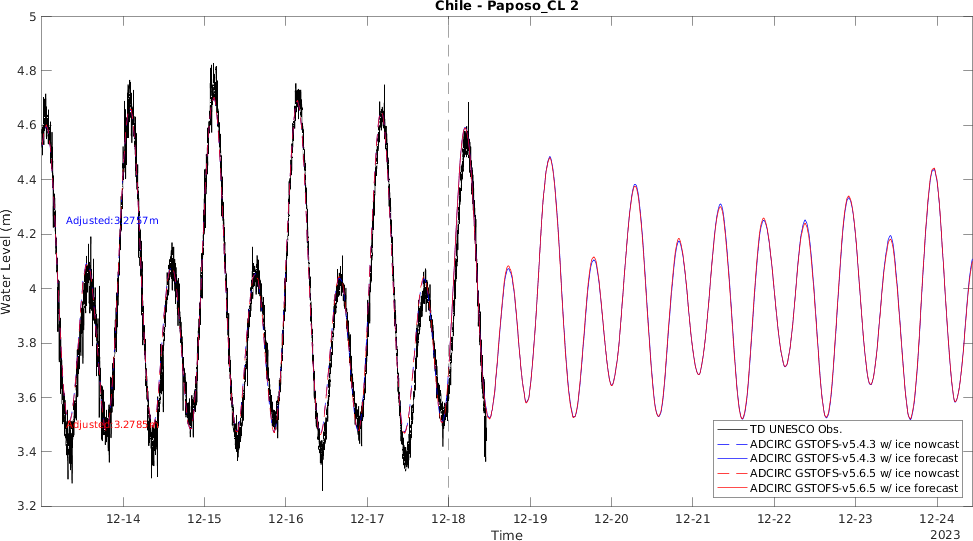 Chile - Paposo_CL 2
Water Level (m)
5
4.8
4.6
4.4
4.2
4
3.8
3.6
3.4
3.2
Adjusted:3.2757m
Adjusted:3.2785m
TD UNESCO Obs.
ADCIRC GSTOFS-v5.4.3 w/ ice nowcast
ADCIRC GSTOFS-v5.4.3 w/ ice forecast
ADCIRC GSTOFS-v5.6.5 w/ ice nowcast
ADCIRC GSTOFS-v5.6.5 w/ ice forecast
12-14 12-15 12-16 12-17 12-18 12-19 12-20 12-21 12-22 12-23 12-24
2023
Time